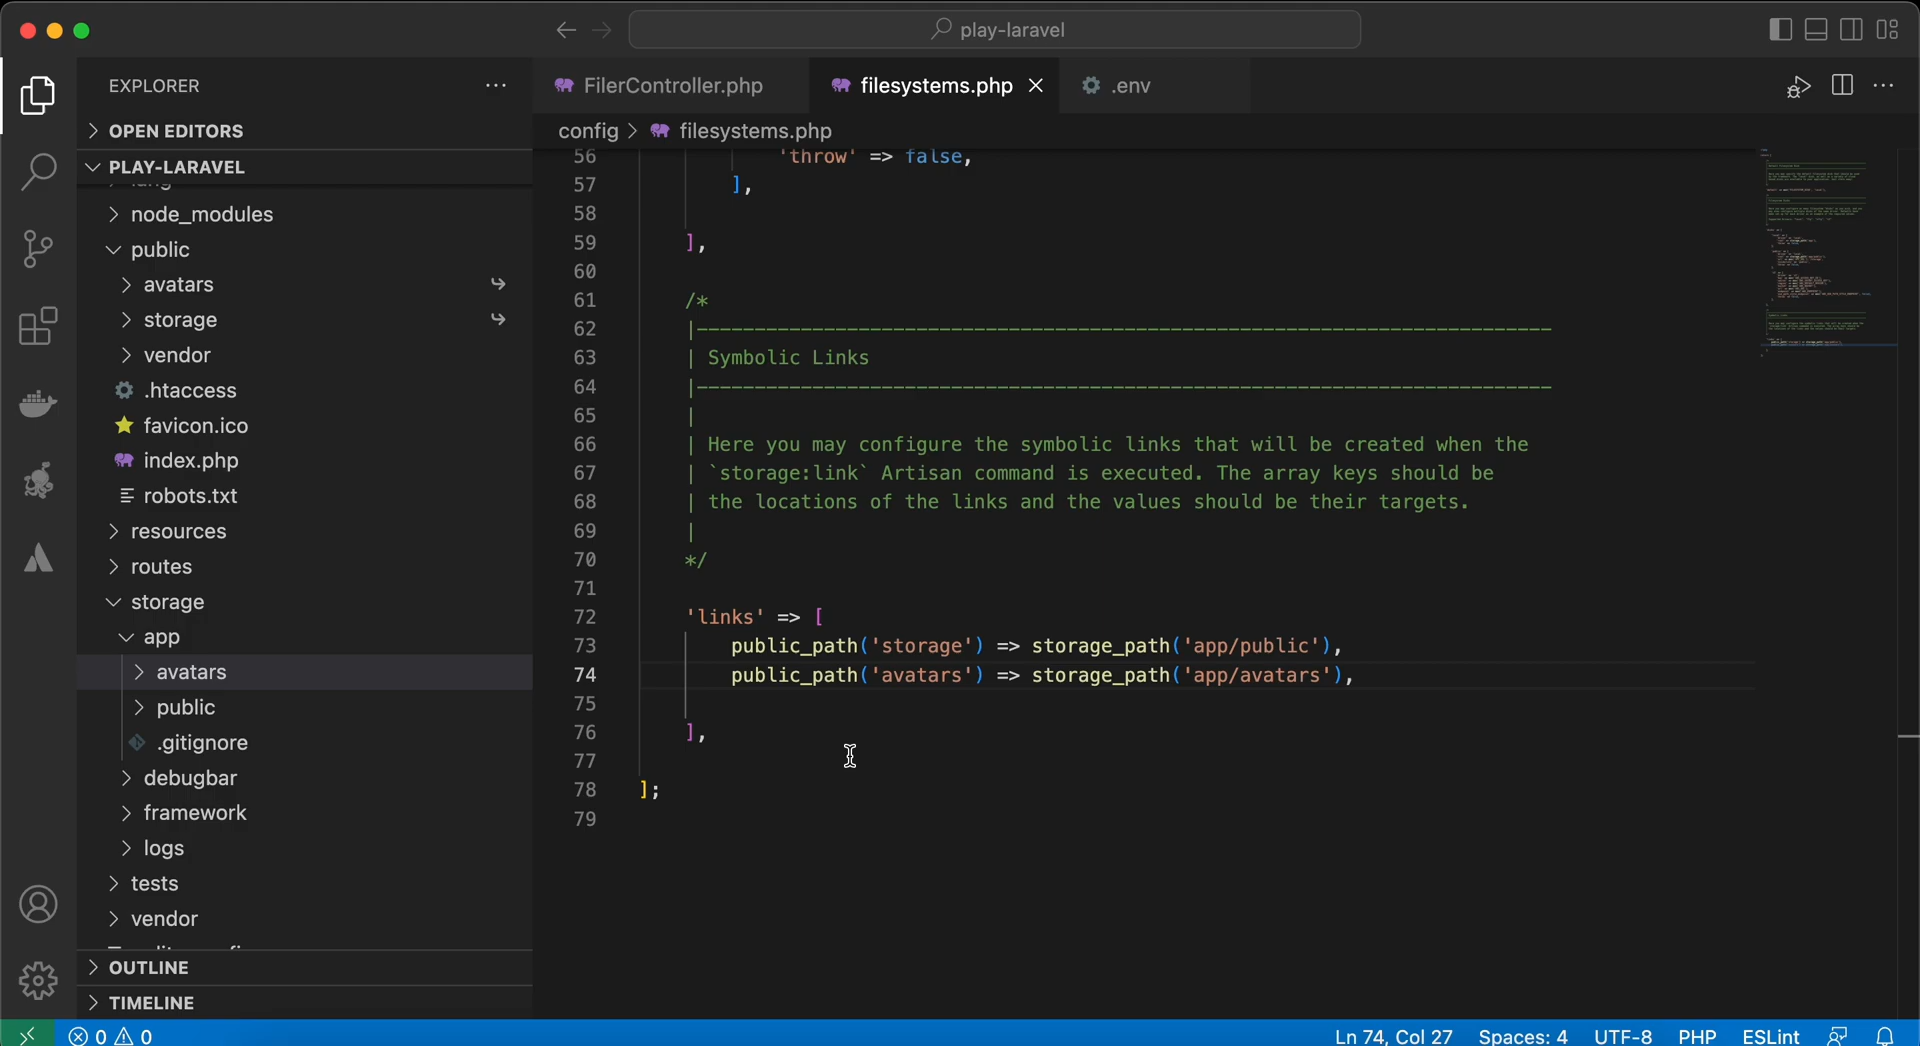 play-laravel
EXPLORER
OPEN EDITORS
PLAY-LARAVEL
node_modules
public
avatars
storage
vendor
.htaccess
favicon.ico
index.php
robots.txt
resources
routes
storage
app
avatars
public
.gitignore
debugbar
framework
logs
tests
vendor
OUTLINE
TIMELINE
FilerController.php
filesystems.php
.env
config > filesystems.php
56 'throw' => false,
57 ],
58
59 ],
60
61 /*
62 |--------------------------------------------------------------------------
63 | Symbolic Links
64 |--------------------------------------------------------------------------
65 |
66 | Here you may configure the symbolic links that will be created when the
67 | `storage:link` Artisan command is executed. The array keys should be
68 | the locations of the links and the values should be their targets.
69 |
70 */
71
72 'links' => [
73 public_path('storage') => storage_path('app/public'),
74 public_path('avatars') => storage_path('app/avatars'),
75
76 ],
77
78 ];
79
0 0
Ln 74, Col 27 Spaces: 4 UTF-8 PHP ESLint